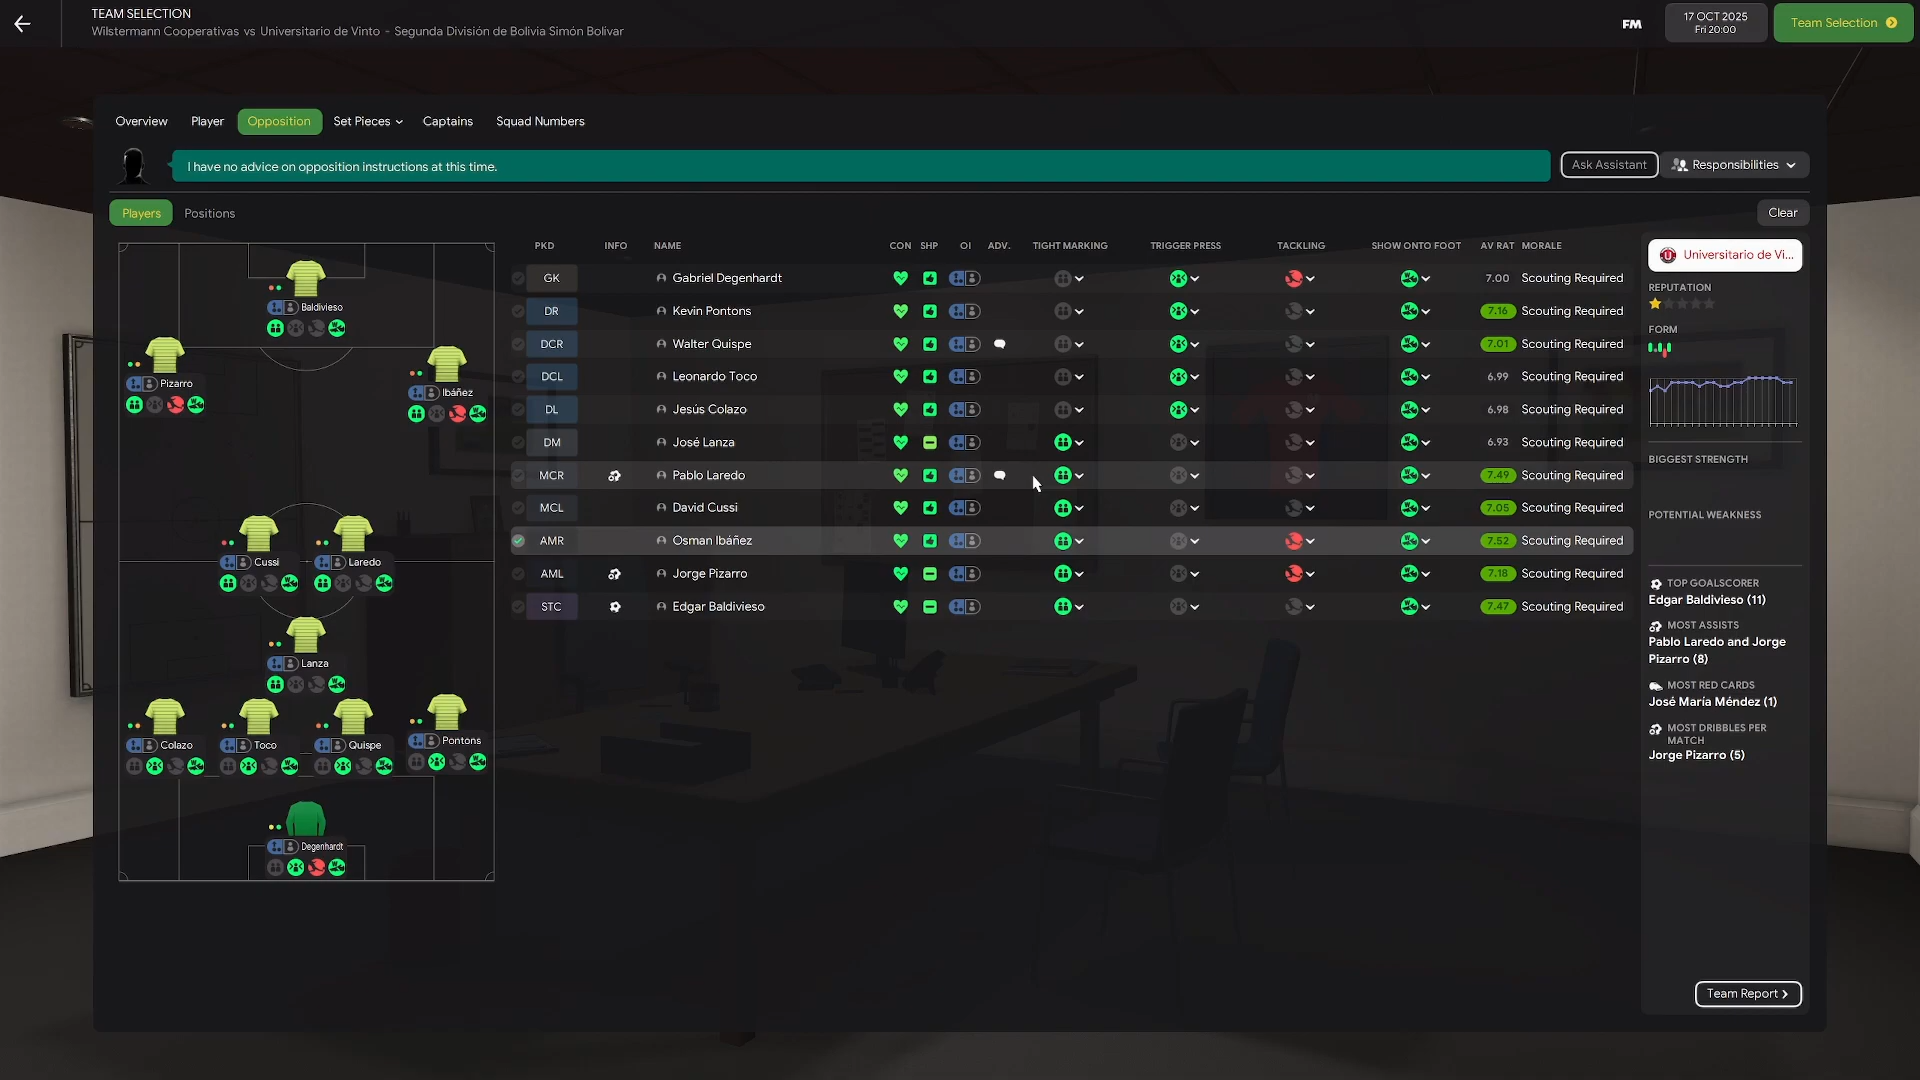 TEAM SELECTION
Wilstermann Cooperativas vs Universitario de Vinto - Segunda División de Bolivia Simón Bolivar
FM
17 OCT 2025
Fri 20:00
Team Selection
Overview Player Opposition Set Pieces Captains Squad Numbers
I have no advice on opposition instructions at this time.
Ask Assistant
Responsibilities
Players Positions
Clear
PKD INFO NAME CON SHP OI ADV. TIGHT MARKING TRIGGER PRESS TACKLING SHOW ONTO FOOT AV RAT MORALE
GK Gabriel Degenhardt 7.00 Scouting Required
DR Kevin Pontons 7.16 Scouting Required
DCR Walter Quispe 7.01 Scouting Required
DCL Leonardo Toco 6.99 Scouting Required
DL Jesús Colazo 6.98 Scouting Required
DM José Lanza 6.93 Scouting Required
MCR Pablo Laredo 7.49 Scouting Required
MCL David Cussi 7.05 Scouting Required
AMR Osman Ibáñez 7.52 Scouting Required
AML Jorge Pizarro 7.18 Scouting Required
STC Edgar Baldivieso 7.47 Scouting Required
Baldivieso
Pizarro
Ibáñez
Cussi
Laredo
Lanza
Colazo
Toco
Quispe
Pontons
Degenhardt
Universitario de Vi...
REPUTATION
FORM
BIGGEST STRENGTH
POTENTIAL WEAKNESS
TOP GOALSCORER
Edgar Baldivieso (11)
MOST ASSISTS
Pablo Laredo and Jorge
Pizarro (8)
MOST RED CARDS
José María Méndez (1)
MOST DRIBBLES PER
MATCH
Jorge Pizarro (5)
Team Report